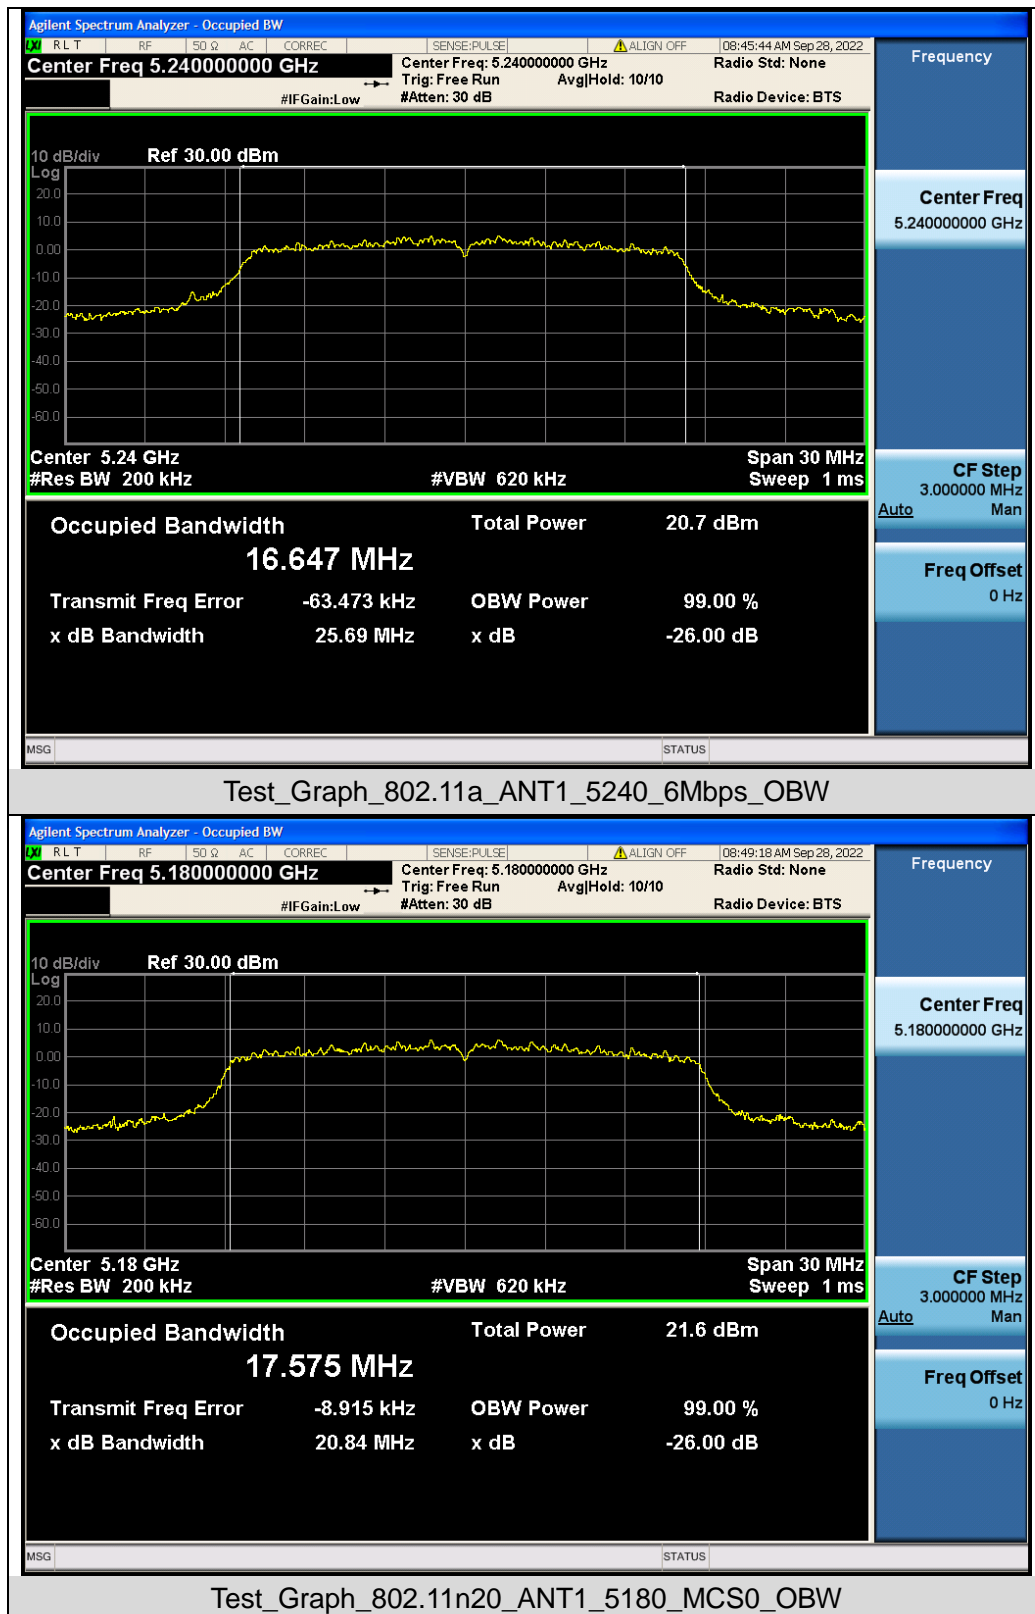 Agilent Spectrum Analyzer - Occupied BW
LXI RL T RF 50 Ω AC CORREC SENSE:PULSE ALIGN OFF 08:45:44 AM Sep 28, 2022
Center Freq 5.240000000 GHz
Center Freq: 5.240000000 GHz
Radio Std: None
Trig: Free Run Avg|Hold: 10/10
#IFGain:Low
#Atten: 30 dB
Radio Device: BTS
Frequency
10 dB/div Ref 30.00 dBm
Log
20.0
10.0
0.00
-10.0
-20.0
-30.0
-40.0
-50.0
-60.0
Center 5.24 GHz Span 30 MHz
#Res BW 200 kHz #VBW 620 kHz Sweep 1 ms
Center Freq
5.240000000 GHz
CF Step
3.000000 MHz
Auto Man
Freq Offset
0 Hz
Occupied Bandwidth Total Power 20.7 dBm
16.647 MHz
Transmit Freq Error -63.473 kHz OBW Power 99.00 %
x dB Bandwidth 25.69 MHz x dB -26.00 dB
MSG STATUS
Test_Graph_802.11a_ANT1_5240_6Mbps_OBW
Agilent Spectrum Analyzer - Occupied BW
LXI RL T RF 50 Ω AC CORREC SENSE:PULSE ALIGN OFF 08:49:18 AM Sep 28, 2022
Center Freq 5.180000000 GHz
Center Freq: 5.180000000 GHz
Radio Std: None
Trig: Free Run Avg|Hold: 10/10
#IFGain:Low
#Atten: 30 dB
Radio Device: BTS
Frequency
10 dB/div Ref 30.00 dBm
Log
20.0
10.0
0.00
-10.0
-20.0
-30.0
-40.0
-50.0
-60.0
Center 5.18 GHz Span 30 MHz
#Res BW 200 kHz #VBW 620 kHz Sweep 1 ms
Center Freq
5.180000000 GHz
CF Step
3.000000 MHz
Auto Man
Freq Offset
0 Hz
Occupied Bandwidth Total Power 21.6 dBm
17.575 MHz
Transmit Freq Error -8.915 kHz OBW Power 99.00 %
x dB Bandwidth 20.84 MHz x dB -26.00 dB
MSG STATUS
Test_Graph_802.11n20_ANT1_5180_MCS0_OBW